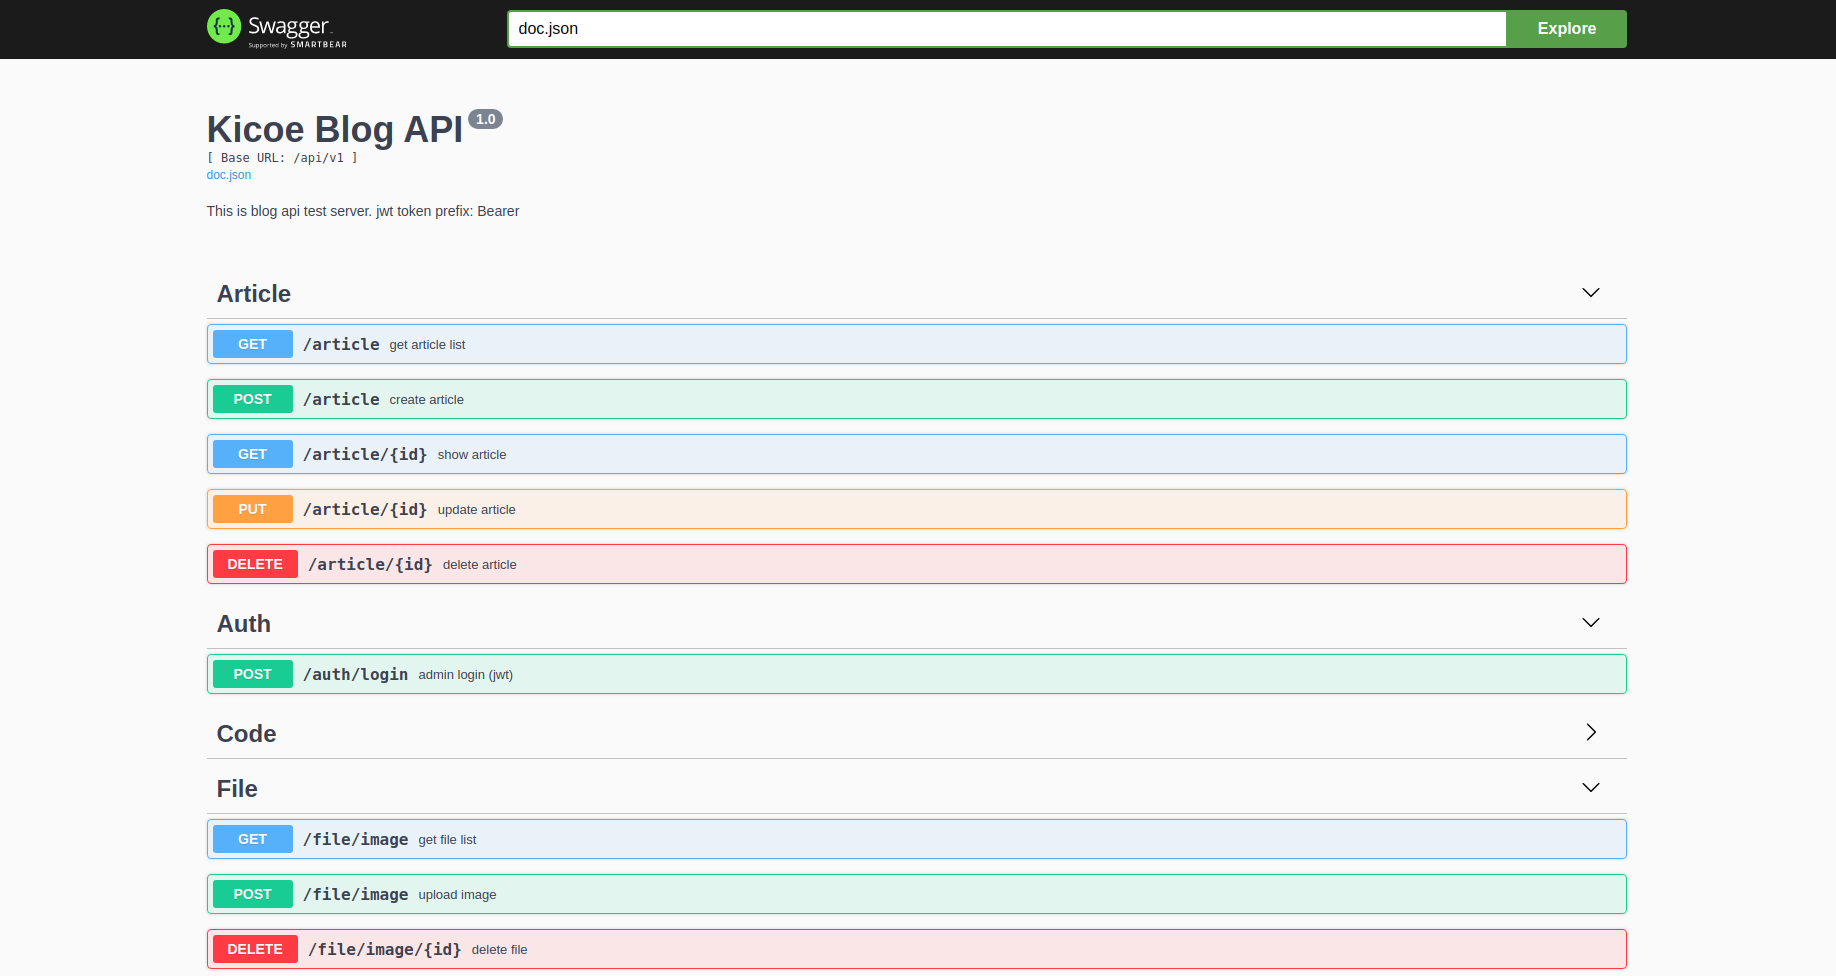 {···} Swagger
Supported by SMARTBEAR
doc.json
Explore
Kicoe Blog API 1.0
[ Base URL: /api/v1 ]
doc.json
This is blog api test server. jwt token prefix: Bearer
Article
GET /article get article list
POST /article create article
GET /article/{id} show article
PUT /article/{id} update article
DELETE /article/{id} delete article
Auth
POST /auth/login admin login (jwt)
Code
File
GET /file/image get file list
POST /file/image upload image
DELETE /file/image/{id} delete file